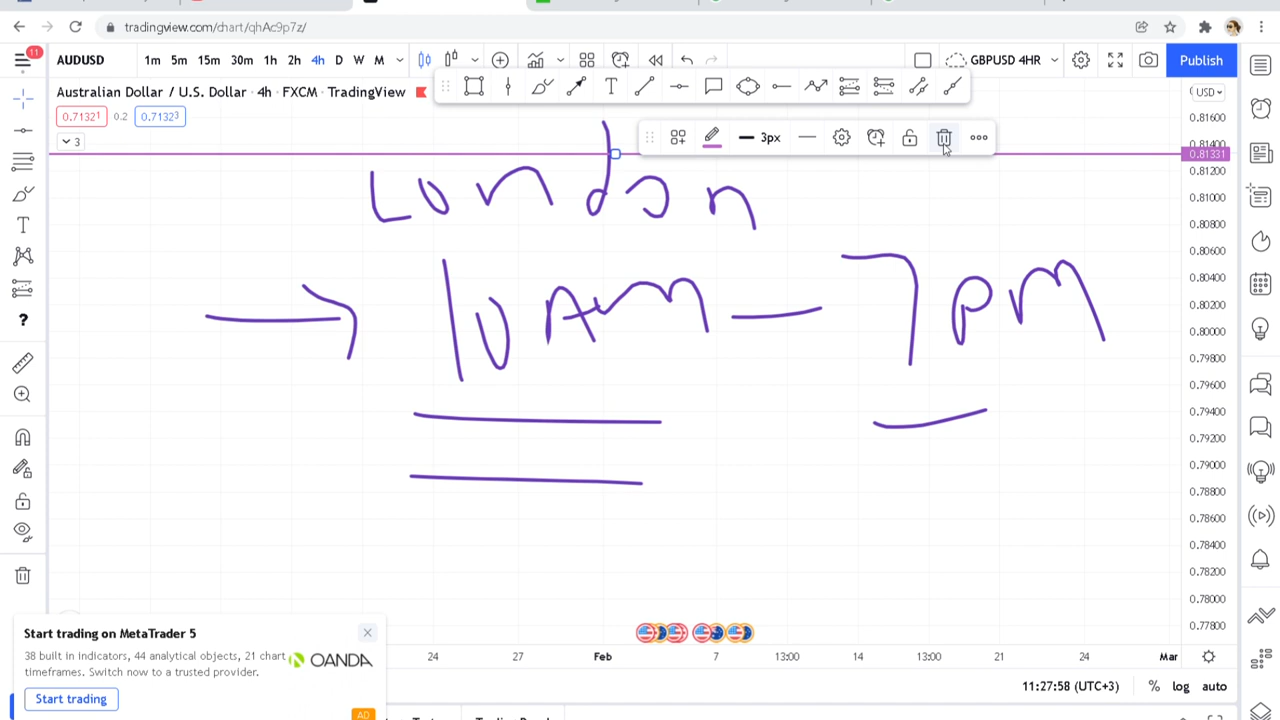 tradingview.com/chart/qhAc9p7z/
11
AUDUSD 1m 5m 15m 30m 1h 2h 4h D W M GBPUSD 4HR Publish
Australian Dollar / U.S. Dollar · 4h · FXCM · TradingView
USD
0.71321 0.2 0.71323
3
3px
0.81600
0.81400
0.81331
0.81200
0.81000
0.80800
0.80600
0.80400
0.80200
0.80000
0.79800
0.79600
0.79400
0.79200
0.79000
0.78800
0.78600
0.78400
0.78200
0.78000
0.77800
London
10AM – 7PM
Start trading on MetaTrader 5
38 built in indicators, 44 analytical objects, 21 chart
timeframes. Switch now to a trusted provider.
OANDA
Start trading
AD
24 27 Feb 7 13:00 14 13:00 21 24 Mar
11:27:58 (UTC+3) % log auto